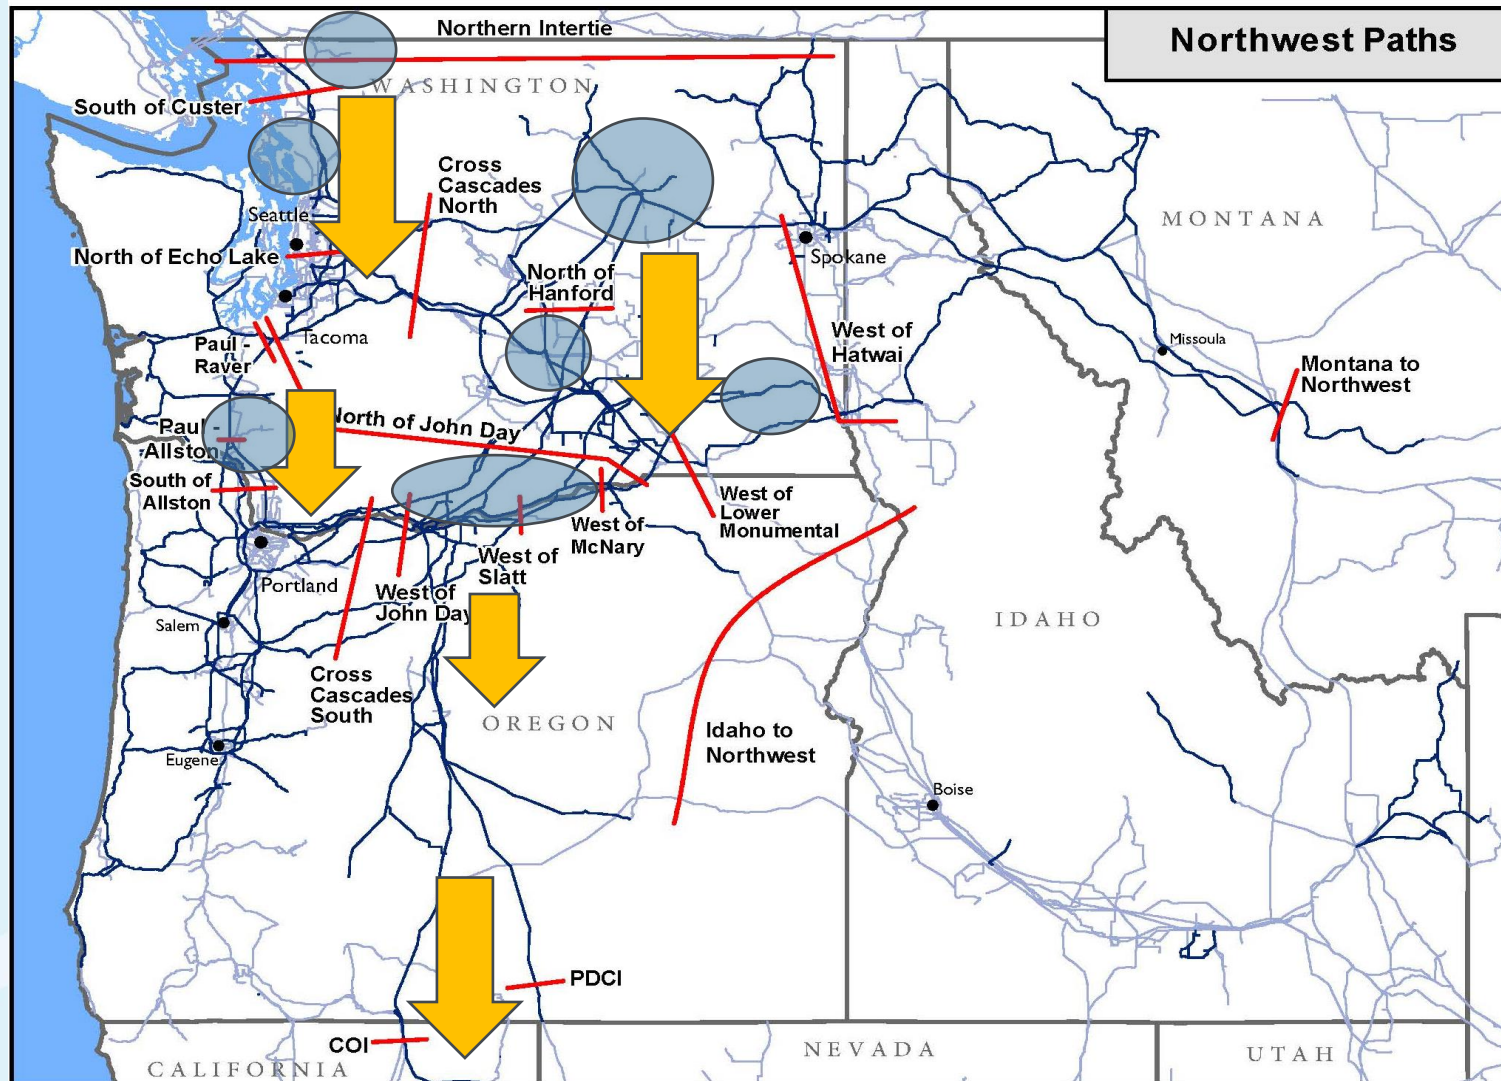 Northwest Paths
Northern Intertie
WASHINGTON
South of Custer
Cross
Cascades
North
MONTANA
Seattle
North of Echo Lake
Spokane
North of
Hanford
West of
Hatwai
Tacoma
Paul -
Raver
Missoula
Montana to
Northwest
North of John Day
Paul -
Allston
South of
Allston
West of
Lower
Monumental
West of
McNary
West of
Slatt
Portland
West of
John Day
Salem
IDAHO
Cross
Cascades
South
OREGON
Idaho to
Northwest
Eugene
Boise
PDCI
COI
NEVADA
UTAH
CALIFORNIA